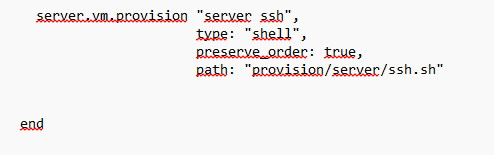 server.vm.provision "server ssh",
type: "shell",
preserve_order: true,
path: "provision/server/ssh.sh"
end